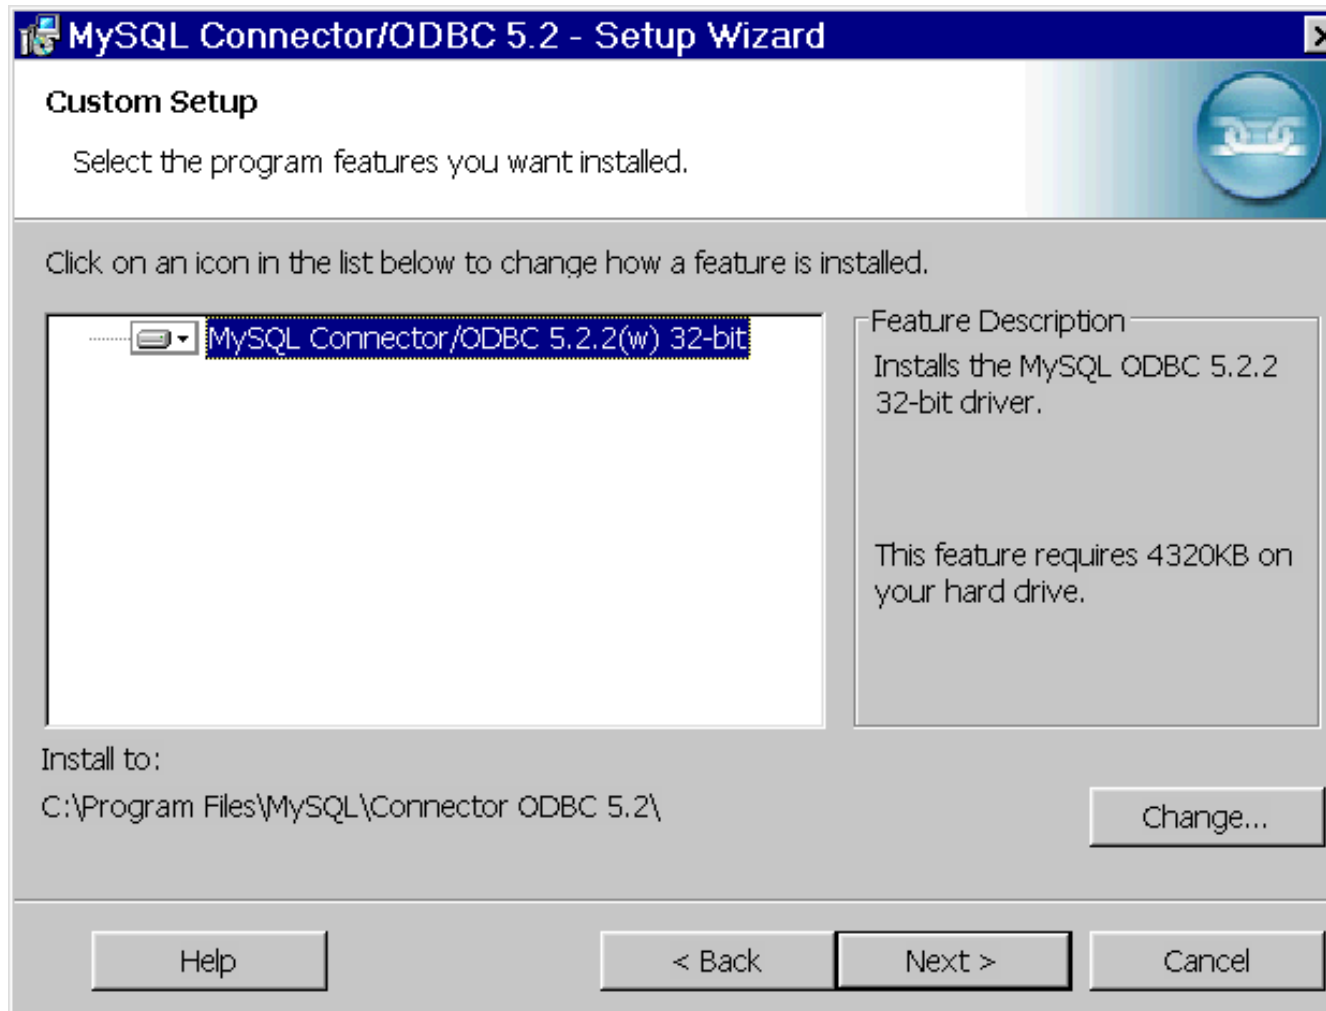 MySQL Connector/ODBC 5.2 - Setup Wizard
Custom Setup
Select the program features you want installed.
Click on an icon in the list below to change how a feature is installed.
MySQL Connector/ODBC 5.2.2(w) 32-bit
Feature Description
Installs the MySQL ODBC 5.2.2
32-bit driver.
This feature requires 4320KB on
your hard drive.
Install to:
C:\Program Files\MySQL\Connector ODBC 5.2\
Change...
Help
< Back
Next >
Cancel